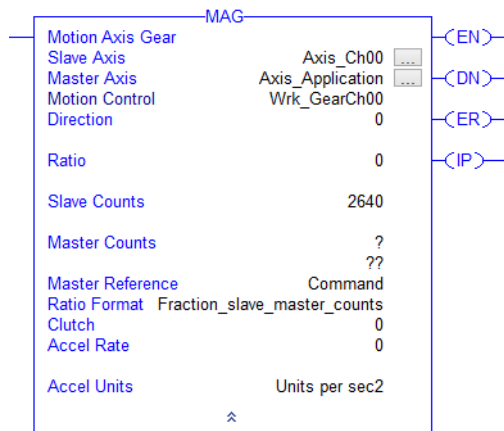 MAG
Motion Axis Gear
Slave Axis Axis_Ch00 ...
Master Axis Axis_Application ...
Motion Control Wrk_GearCh00
Direction 0
Ratio 0
Slave Counts 2640
Master Counts ?
??
Master Reference Command
Ratio Format Fraction_slave_master_counts
Clutch 0
Accel Rate 0
Accel Units Units per sec2
EN
DN
ER
IP